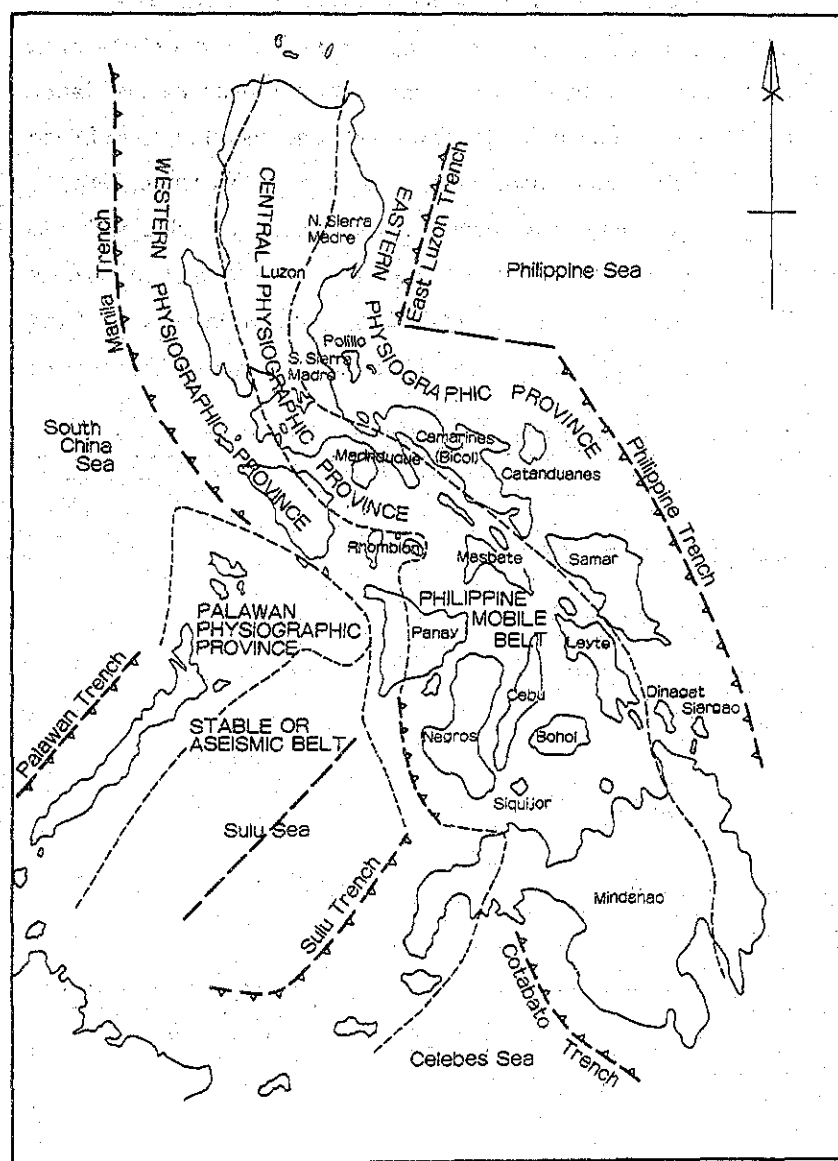 WESTERN PHYSIOGRAPHIC PROVINCE
CENTRAL PHYSIOGRAPHIC PROVINCE
EASTERN PHYSIOGRAPHIC PROVINCE
Manila Trench
East Luzon Trench
N. Sierra
Madre
Luzon
Philippine Sea
Polillo
S. Sierra
Madre
South
China
Sea
Camarines
(Bicol)
Marinduque
Catanduanes
Philippine Trench
Rhomblon
Masbate
Samar
PALAWAN
PHYSIOGRAPHIC
PROVINCE
PHILIPPINE
MOBILE
BELT
Panay
Leyte
Palawan Trench
Cebu
Dinagat
Siargao
STABLE OR
ASEISMIC BELT
Negros
Bohol
Siquijor
Sulu Sea
Sulu Trench
Mindanao
Cotabato
Trench
Celebes Sea